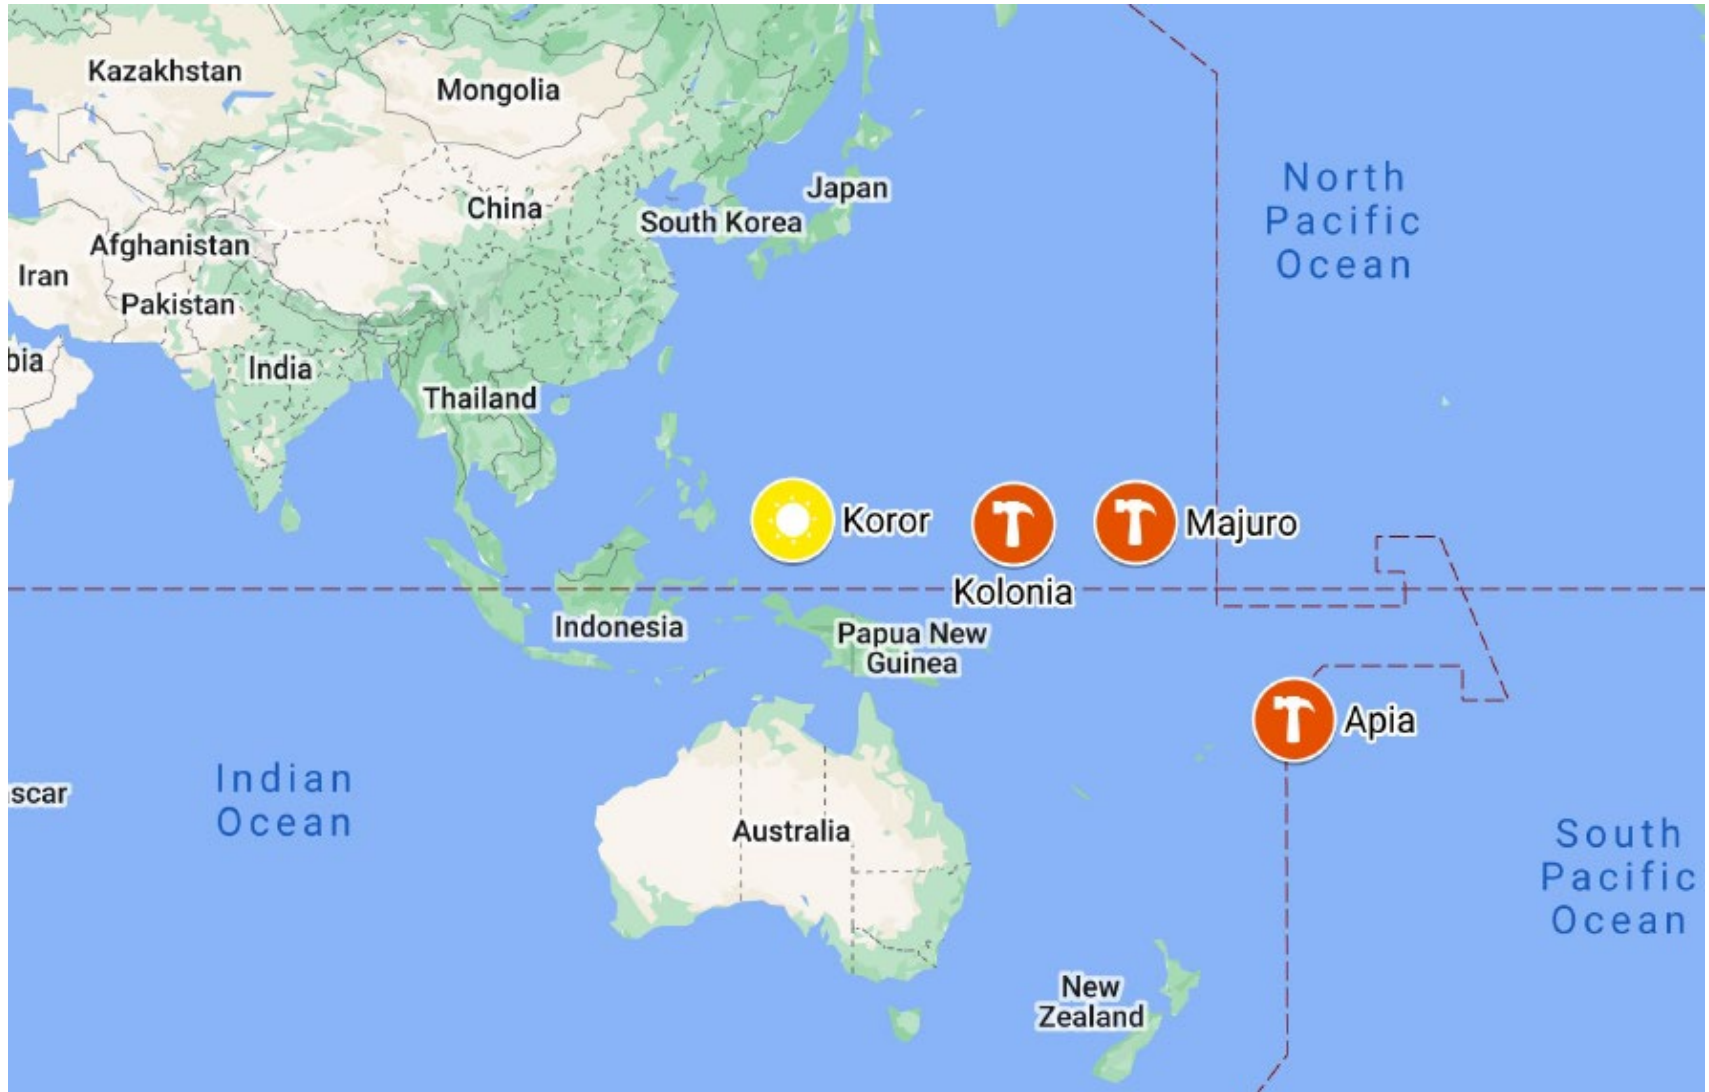 Kazakhstan
Mongolia
North
Pacific
Ocean
Japan
China
South Korea
Afghanistan
Iran
Pakistan
bia
India
Thailand
Koror
Majuro
Kolonia
Indonesia
Papua New
Guinea
Apia
Indian
Ocean
scar
Australia
South
Pacific
Ocean
New
Zealand